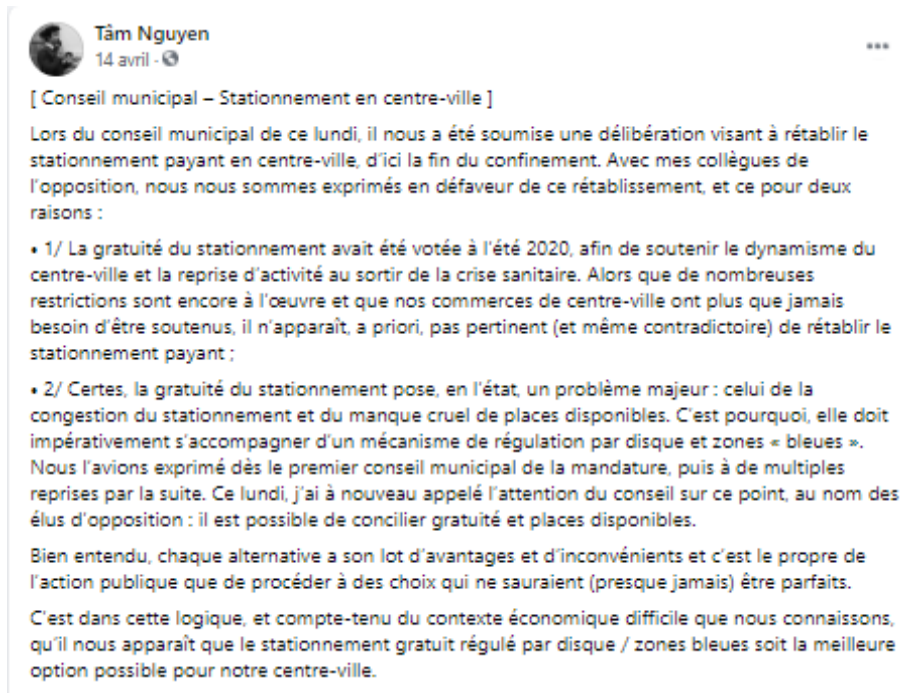 Tâm Nguyen
14 avril ·
[ Conseil municipal – Stationnement en centre-ville ]
Lors du conseil municipal de ce lundi, il nous a été soumise une délibération visant à rétablir le
stationnement payant en centre-ville, d'ici la fin du confinement. Avec mes collègues de
l'opposition, nous nous sommes exprimés en défaveur de ce rétablissement, et ce pour deux
raisons :
• 1/ La gratuité du stationnement avait été votée à l'été 2020, afin de soutenir le dynamisme du
centre-ville et la reprise d'activité au sortir de la crise sanitaire. Alors que de nombreuses
restrictions sont encore à l'œuvre et que nos commerces de centre-ville ont plus que jamais
besoin d'être soutenus, il n'apparaît, a priori, pas pertinent (et même contradictoire) de rétablir le
stationnement payant ;
• 2/ Certes, la gratuité du stationnement pose, en l'état, un problème majeur : celui de la
congestion du stationnement et du manque cruel de places disponibles. C'est pourquoi, elle doit
impérativement s'accompagner d'un mécanisme de régulation par disque et zones « bleues ».
Nous l'avions exprimé dès le premier conseil municipal de la mandature, puis à de multiples
reprises par la suite. Ce lundi, j'ai à nouveau appelé l'attention du conseil sur ce point, au nom des
élus d'opposition : il est possible de concilier gratuité et places disponibles.
Bien entendu, chaque alternative a son lot d'avantages et d'inconvénients et c'est le propre de
l'action publique que de procéder à des choix qui ne sauraient (presque jamais) être parfaits.
C'est dans cette logique, et compte-tenu du contexte économique difficile que nous connaissons,
qu'il nous apparaît que le stationnement gratuit régulé par disque / zones bleues soit la meilleure
option possible pour notre centre-ville.